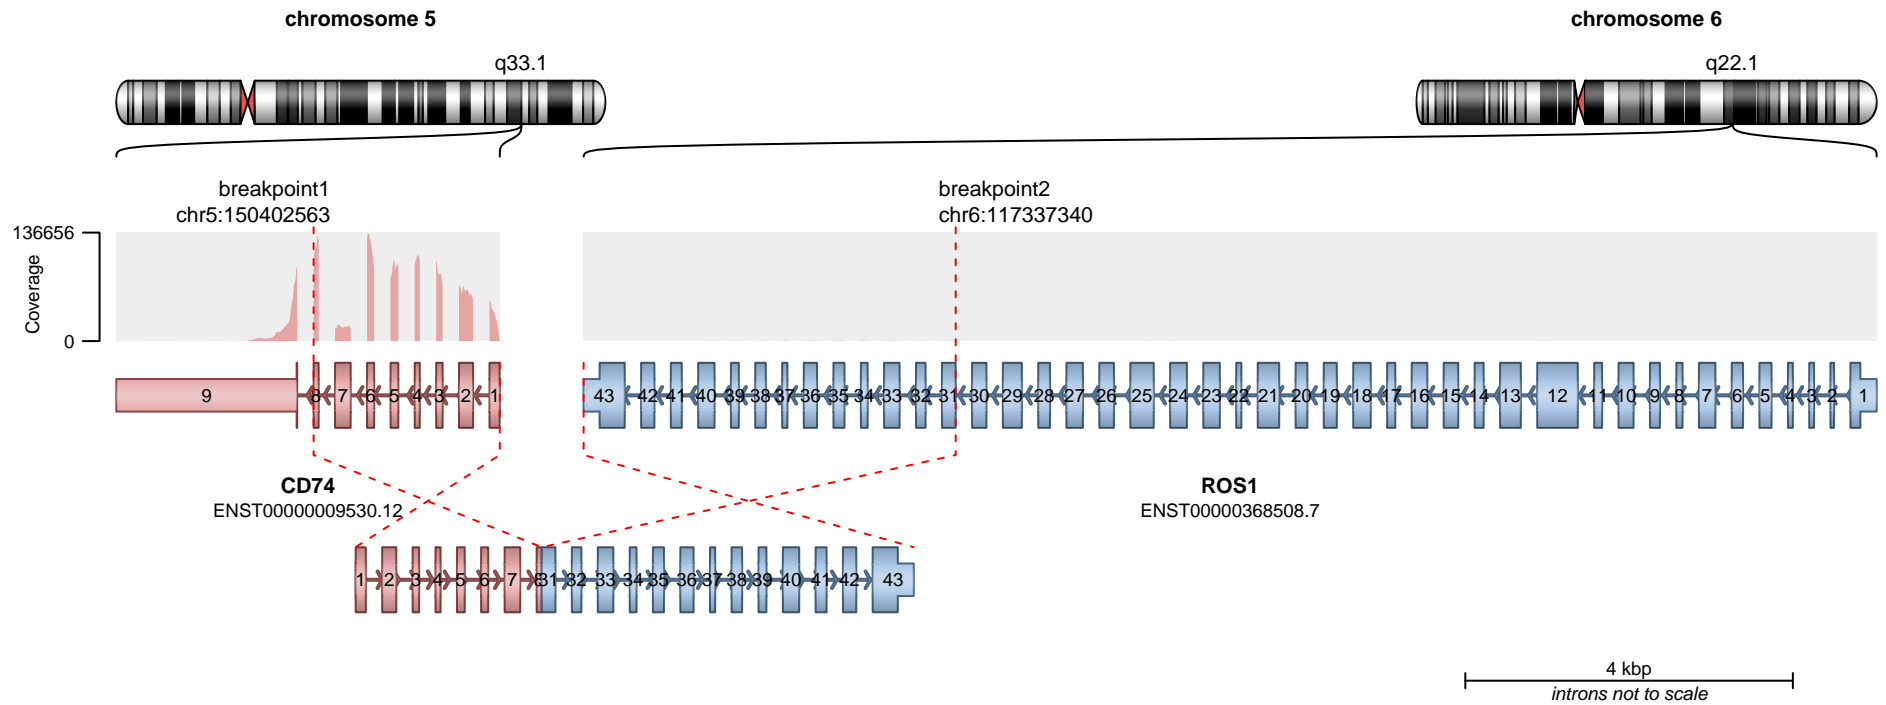 chromosome 5
chromosome 6
q33.1
q22.1
breakpoint1
chr5:150402563
breakpoint2
chr6:117337340
136656
Coverage
0
9 8 7 6 5 4 3 2 1
43 42 41 40 39 38 37 36 35 34 33 32 31 30 29 28 27 26 25 24 23 22 21 20 19 18 17 16 15 14 13 12 11 10 9 8 7 6 5 4 3 2 1
CD74
ENST00000009530.12
ROS1
ENST00000368508.7
1 2 3 4 5 6 7 8 31 32 33 34 35 36 37 38 39 40 41 42 43
4 kbp
introns not to scale